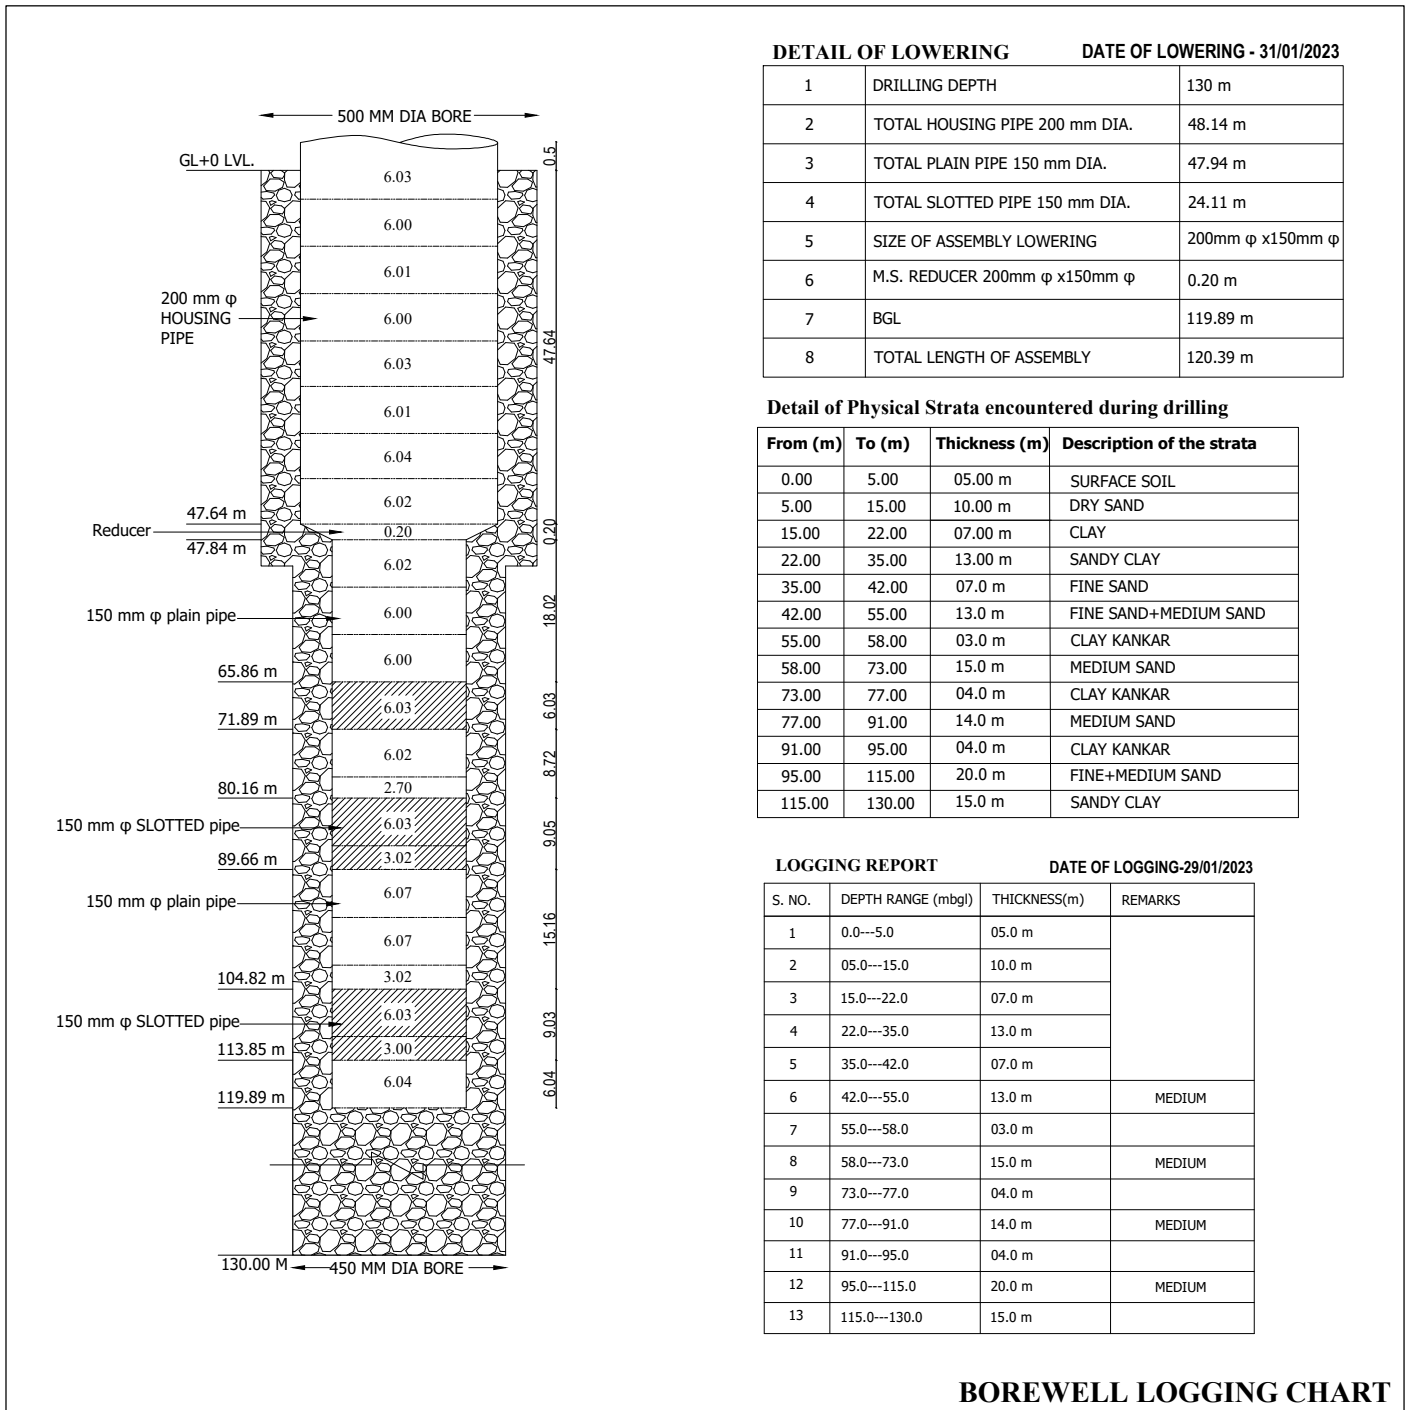 500 MM DIA BORE
GL+0 LVL.
0.5
6.03
6.00
6.01
200 mm φ
HOUSING
PIPE
6.00
6.03
47.64
6.01
6.04
6.02
47.64 m
Reducer
0.20
0.20
47.84 m
6.02
150 mm φ plain pipe
6.00
18.02
6.00
65.86 m
6.03
6.03
71.89 m
6.02
8.72
2.70
80.16 m
150 mm φ SLOTTED pipe
6.03
9.05
3.02
89.66 m
6.07
150 mm φ plain pipe
6.07
15.16
3.02
104.82 m
6.03
150 mm φ SLOTTED pipe
9.03
3.00
113.85 m
6.04
6.04
119.89 m
130.00 M
450 MM DIA BORE
DETAIL OF LOWERING DATE OF LOWERING - 31/01/2023
1 DRILLING DEPTH 130 m
2 TOTAL HOUSING PIPE 200 mm DIA. 48.14 m
3 TOTAL PLAIN PIPE 150 mm DIA. 47.94 m
4 TOTAL SLOTTED PIPE 150 mm DIA. 24.11 m
5 SIZE OF ASSEMBLY LOWERING 200mm φ x150mm φ
6 M.S. REDUCER 200mm φ x150mm φ 0.20 m
7 BGL 119.89 m
8 TOTAL LENGTH OF ASSEMBLY 120.39 m
Detail of Physical Strata encountered during drilling
From (m) To (m) Thickness (m) Description of the strata
0.00 5.00 05.00 m SURFACE SOIL
5.00 15.00 10.00 m DRY SAND
15.00 22.00 07.00 m CLAY
22.00 35.00 13.00 m SANDY CLAY
35.00 42.00 07.0 m FINE SAND
42.00 55.00 13.0 m FINE SAND+MEDIUM SAND
55.00 58.00 03.0 m CLAY KANKAR
58.00 73.00 15.0 m MEDIUM SAND
73.00 77.00 04.0 m CLAY KANKAR
77.00 91.00 14.0 m MEDIUM SAND
91.00 95.00 04.0 m CLAY KANKAR
95.00 115.00 20.0 m FINE+MEDIUM SAND
115.00 130.00 15.0 m SANDY CLAY
LOGGING REPORT DATE OF LOGGING-29/01/2023
S. NO. DEPTH RANGE (mbgl) THICKNESS(m) REMARKS
1 0.0---5.0 05.0 m
2 05.0---15.0 10.0 m
3 15.0---22.0 07.0 m
4 22.0---35.0 13.0 m
5 35.0---42.0 07.0 m
6 42.0---55.0 13.0 m MEDIUM
7 55.0---58.0 03.0 m
8 58.0---73.0 15.0 m MEDIUM
9 73.0---77.0 04.0 m
10 77.0---91.0 14.0 m MEDIUM
11 91.0---95.0 04.0 m
12 95.0---115.0 20.0 m MEDIUM
13 115.0---130.0 15.0 m
BOREWELL LOGGING CHART